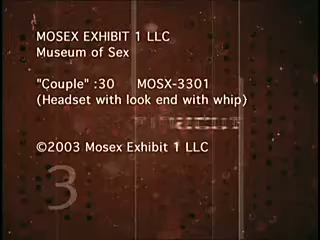 MOSEX EXHIBIT 1 LLC
Museum of Sex
"Couple" :30 MOSX-3301
(Headset with look end with whip)
©2003 Mosex Exhibit 1 LLC
3